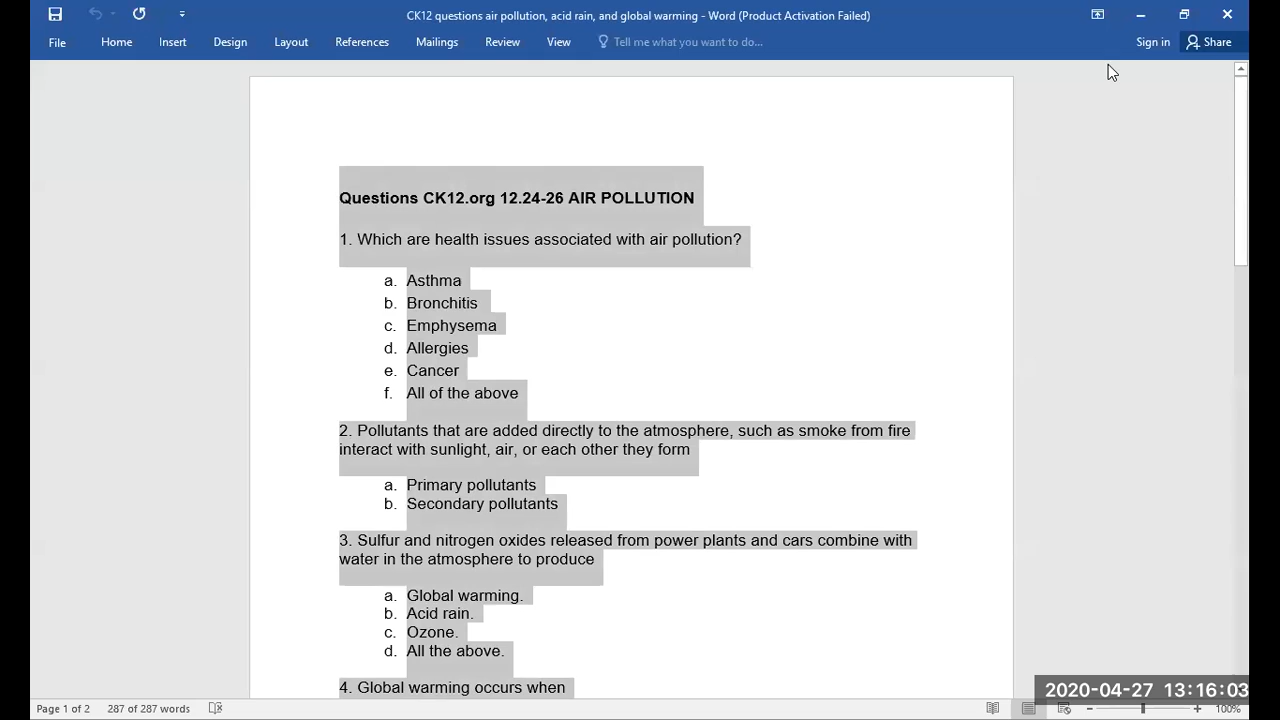 CK12 questions air pollution, acid rain, and global warming - Word (Product Activation Failed)
File Home Insert Design Layout References Mailings Review View Tell me what you want to do... Sign in Share
Questions CK12.org 12.24-26 AIR POLLUTION
1. Which are health issues associated with air pollution?
a. Asthma
b. Bronchitis
c. Emphysema
d. Allergies
e. Cancer
f. All of the above
2. Pollutants that are added directly to the atmosphere, such as smoke from fire
interact with sunlight, air, or each other they form
a. Primary pollutants
b. Secondary pollutants
3. Sulfur and nitrogen oxides released from power plants and cars combine with
water in the atmosphere to produce
a. Global warming.
b. Acid rain.
c. Ozone.
d. All the above.
4. Global warming occurs when
2020-04-27 13:16:03
Page 1 of 2 287 of 287 words 100%